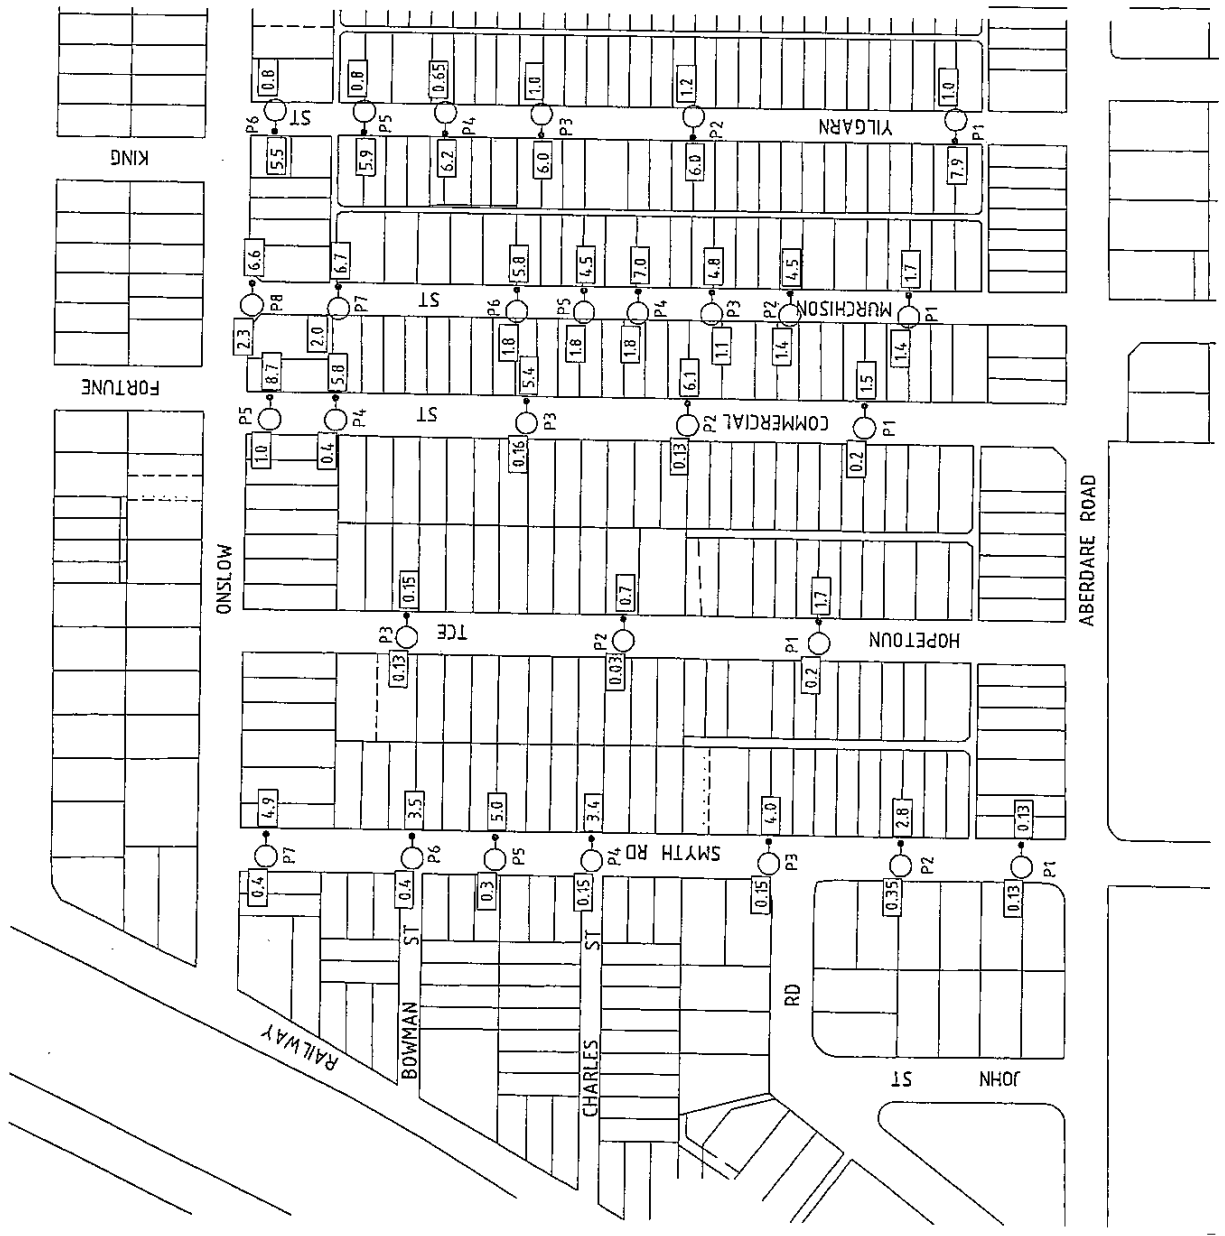 0.8
0.8
0.65
1.0
1.2
1.0
P6
ST
P5
P4
P3
P2
YILGARN
P1
KING
5.5
5.9
6.2
6.0
6.0
7.9
6.6
6.7
5.8
4.5
7.0
4.8
4.5
1.7
P8
P7
ST
P6
P5
P4
P3
P2
MURCHISON
P1
2.3
2.0
1.8
1.8
1.8
1.1
1.4
1.4
FORTUNE
8.7
5.8
5.4
6.1
1.5
P5
P4
ST
P3
P2
COMMERCIAL
P1
1.0
0.4
0.16
0.13
0.2
ONSLOW
ABERDARE ROAD
0.15
0.7
1.7
P3
TCE
P2
P1
HOPETOUN
0.13
0.03
0.2
4.9
3.5
5.0
3.4
4.0
2.8
0.13
P7
P6
P5
P4
SMYTH RD
P3
P2
P1
0.4
0.4
0.3
0.15
0.15
0.35
0.13
RAILWAY
BOWMAN ST
CHARLES ST
RD
JOHN ST